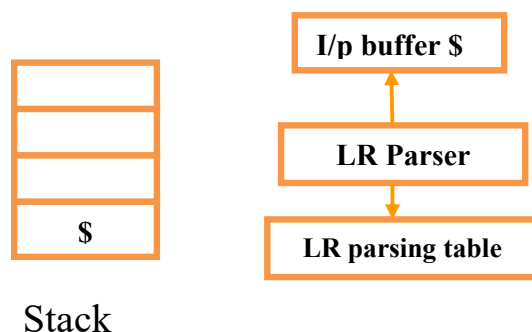 I/p buffer $
LR Parser
$
LR parsing table
Stack